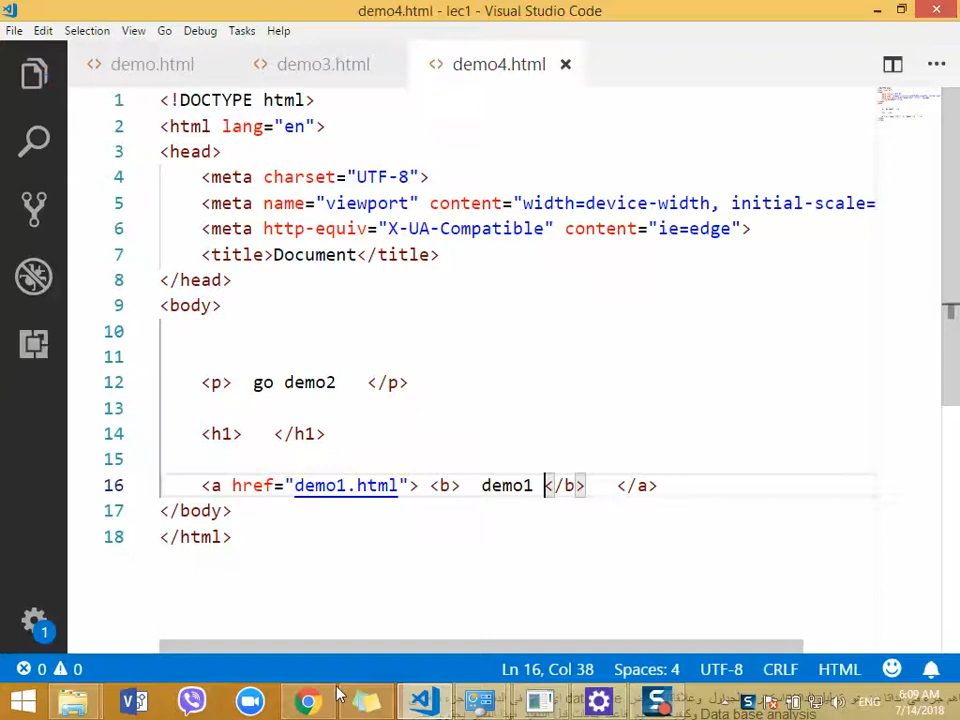 demo4.html - lec1 - Visual Studio Code
File Edit Selection View Go Debug Tasks Help
<> demo.html <> demo3.html <> demo4.html ×
1 <!DOCTYPE html>
2 <html lang="en">
3 <head>
4 <meta charset="UTF-8">
5 <meta name="viewport" content="width=device-width, initial-scale=
6 <meta http-equiv="X-UA-Compatible" content="ie=edge">
7 <title>Document</title>
8 </head>
9 <body>
10
11
12 <p> go demo2 </p>
13
14 <h1> </h1>
15
16 <a href="demo1.html"> <b> demo1 </b> </a>
17 </body>
18 </html>
1
0 0 Ln 16, Col 38 Spaces: 4 UTF-8 CRLF HTML
6:09 AM
7/14/2018
Data base analysis